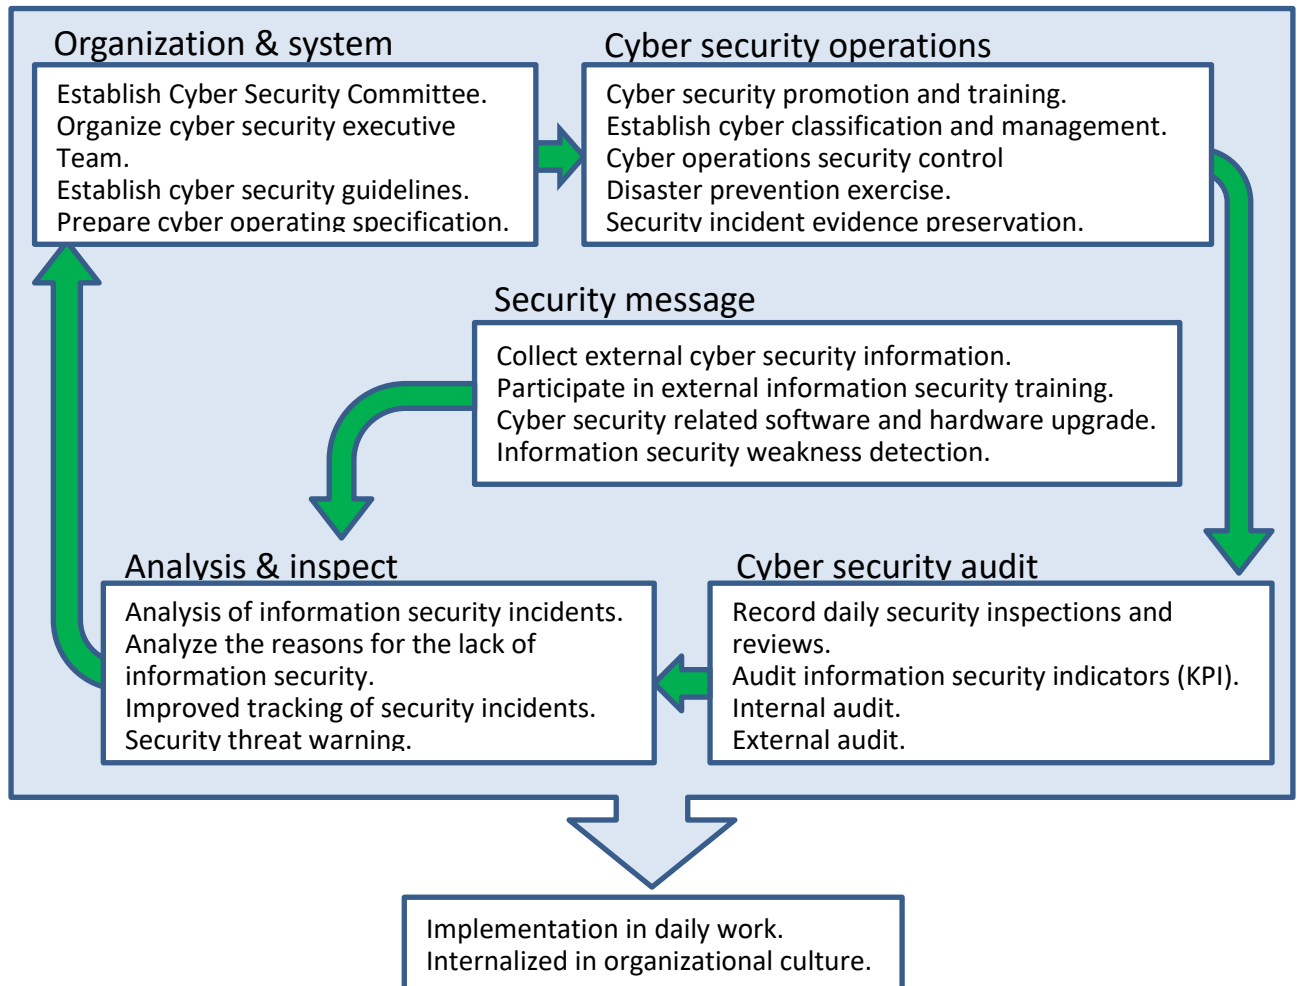 Organization & system
Establish Cyber Security Committee.
Organize cyber security executive
Team.
Establish cyber security guidelines.
Prepare cyber operating specification.
Cyber security operations
Cyber security promotion and training.
Establish cyber classification and management.
Cyber operations security control
Disaster prevention exercise.
Security incident evidence preservation.
Security message
Collect external cyber security information.
Participate in external information security training.
Cyber security related software and hardware upgrade.
Information security weakness detection.
Analysis & inspect
Analysis of information security incidents.
Analyze the reasons for the lack of
information security.
Improved tracking of security incidents.
Security threat warning.
Cyber security audit
Record daily security inspections and
reviews.
Audit information security indicators (KPI).
Internal audit.
External audit.
Implementation in daily work.
Internalized in organizational culture.